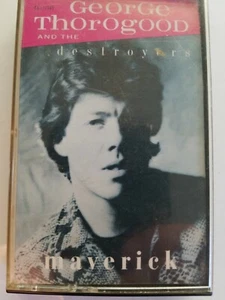 GeorGe
ThoroGooD
AND THE
destroyers
maverick